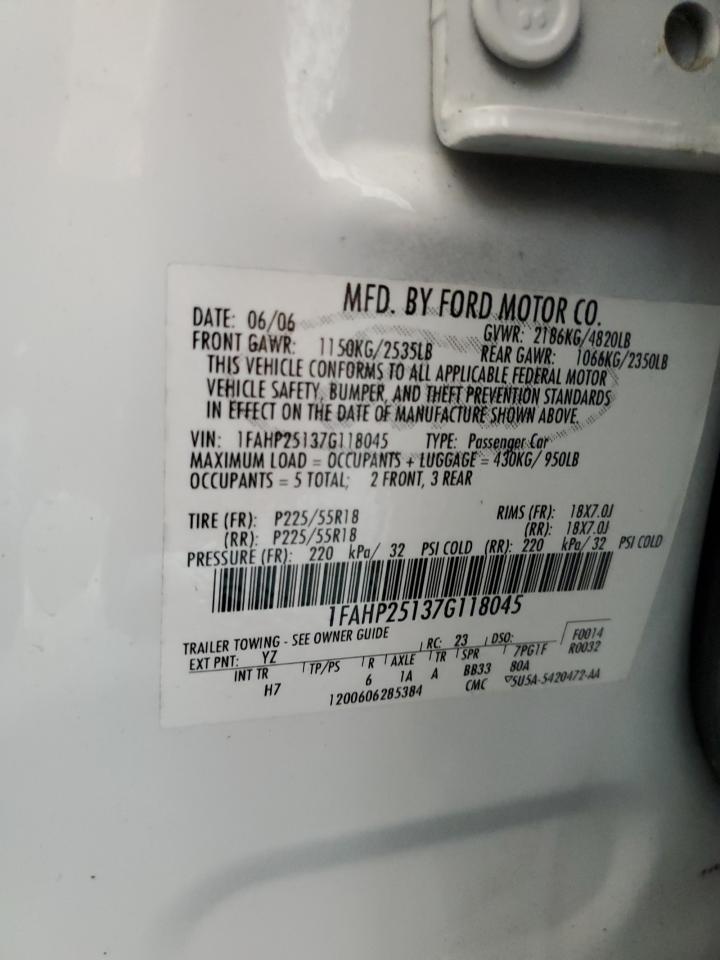 MFD. BY FORD MOTOR CO.
DATE: 06/06 GVWR: 2186KG/4820LB
FRONT GAWR: 1150KG/2535LB REAR GAWR: 1066KG/2350LB
THIS VEHICLE CONFORMS TO ALL APPLICABLE FEDERAL MOTOR
VEHICLE SAFETY, BUMPER, AND THEFT PREVENTION STANDARDS
IN EFFECT ON THE DATE OF MANUFACTURE SHOWN ABOVE.
VIN: 1FAHP25137G118045 TYPE: Passenger Car
MAXIMUM LOAD = OCCUPANTS + LUGGAGE = 430KG/ 950LB
OCCUPANTS = 5 TOTAL; 2 FRONT, 3 REAR
TIRE (FR): P225/55R18 RIMS (FR): 18X7.0J
(RR): P225/55R18 (RR): 18X7.0J
PRESSURE (FR): 220 kPa/ 32 PSI COLD (RR): 220 kPa/ 32 PSI COLD
1FAHP25137G118045
TRAILER TOWING - SEE OWNER GUIDE F0014
EXT PNT: YZ RC: 23 DSO: R0032
INT TR TP/PS R AXLE TR SPR 7PG1F
H7 6 1A A BB33 80A
1200606285384 CMC 5U5A-5420472-AA